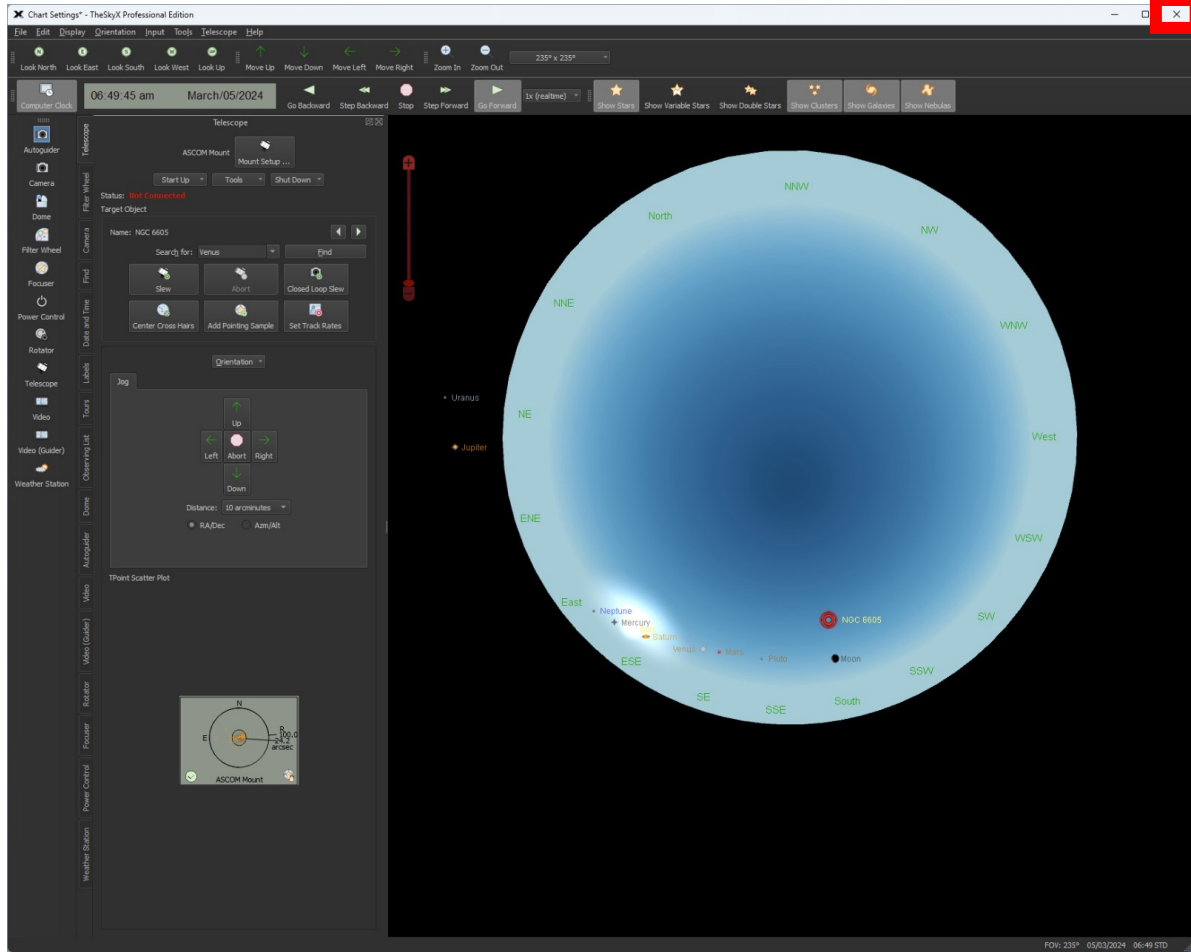 Chart Settings* - TheSkyX Professional Edition
File Edit Display Orientation Input Tools Telescope Help
Look North Look East Look South Look West Look Up Move Up Move Down Move Left Move Right Zoom In Zoom Out 235° x 235°
Computer Clock 06:49:45 am March/05/2024 Go Backward Step Backward Stop Step Forward Go Forward 1x (realtime) Show Stars Show Variable Stars Show Double Stars Show Clusters Show Galaxies Show Nebulas
Autoguider
Camera
Dome
Filter Wheel
Focuser
Power Control
Rotator
Telescope
Video
Video (Guider)
Weather Station
Telescope
Filter Wheel
Camera
Find
Date and Time
Labels
Tours
Observing List
Dome
Autoguider
Video
Video (Guider)
Rotator
Focuser
Power Control
Weather Station
Telescope
ASCOM Mount Mount Setup ...
Start Up Tools Shut Down
Status: Not Connected
Target Object
Name: NGC 6605
Search for: Venus Find
Slew Abort Closed Loop Slew
Center Cross Hairs Add Pointing Sample Set Track Rates
Orientation
Jog
Up
Left Abort Right
Down
Distance: 10 arcminutes
RA/Dec Azm/Alt
TPoint Scatter Plot
N
E
R
100.0
24.2
arcsec
ASCOM Mount
NNW
North
NW
NNE
WNW
Uranus
NE
West
Jupiter
ENE
WSW
East
Neptune
Mercury
NGC 6605
SW
Saturn
Venus
Mars
Pluto
Moon
ESE
SSW
SE
South
SSE
FOV: 235° 05/03/2024 06:49 STD